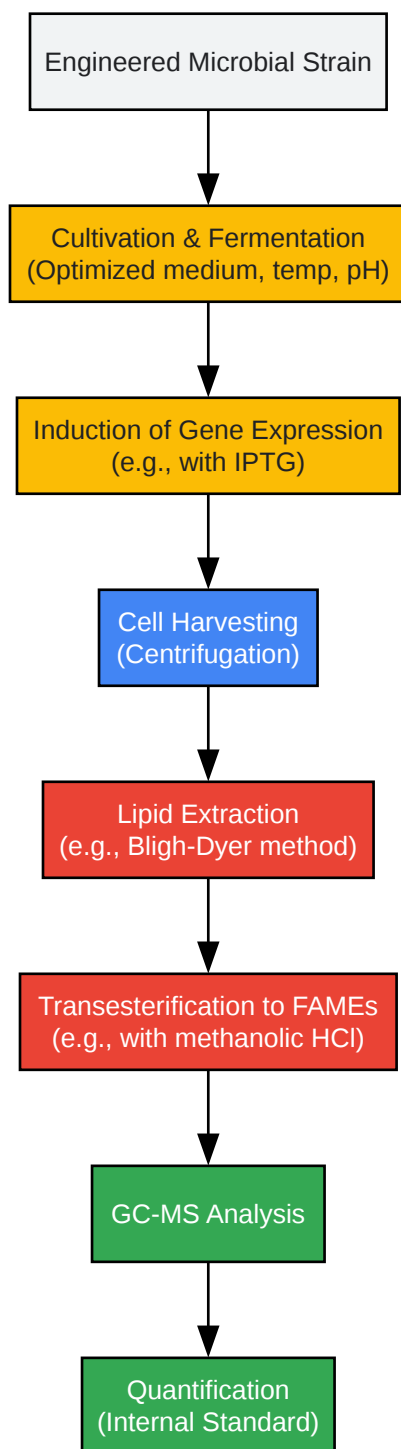 Engineered Microbial Strain
Cultivation & Fermentation
(Optimized medium, temp, pH)
Induction of Gene Expression
(e.g., with IPTG)
Cell Harvesting
(Centrifugation)
Lipid Extraction
(e.g., Bligh-Dyer method)
Transesterification to FAMEs
(e.g., with methanolic HCl)
GC-MS Analysis
Quantification
(Internal Standard)